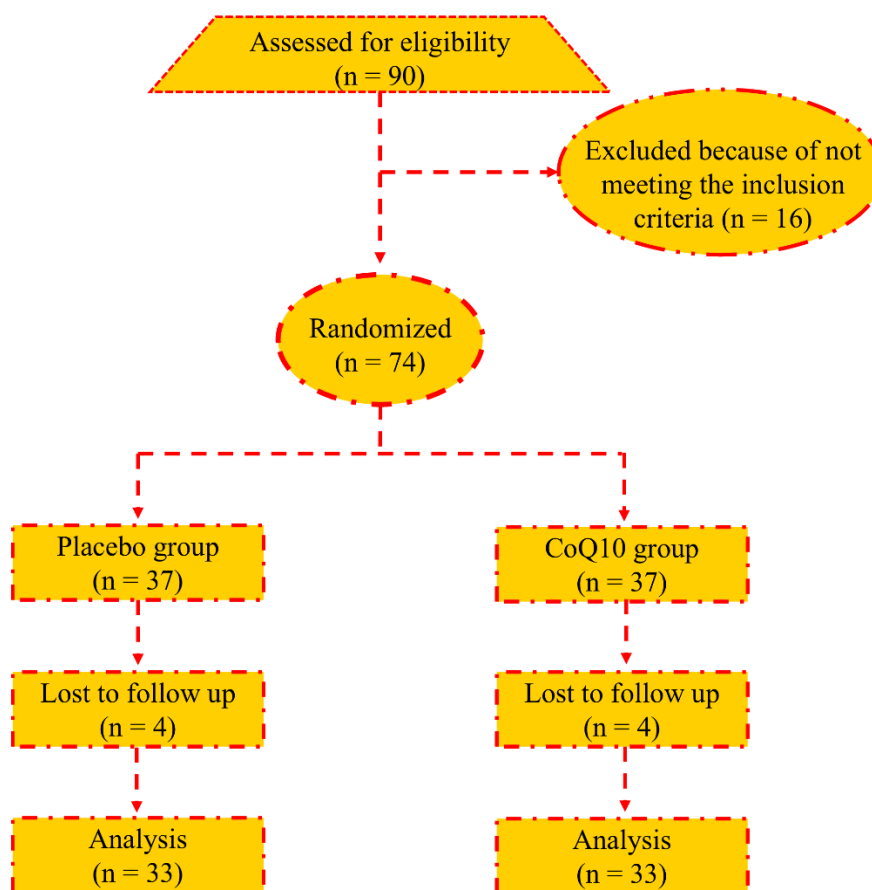 Assessed for eligibility
(n = 90)
Excluded because of not
meeting the inclusion
criteria (n = 16)
Randomized
(n = 74)
Placebo group
(n = 37)
CoQ10 group
(n = 37)
Lost to follow up
(n = 4)
Lost to follow up
(n = 4)
Analysis
(n = 33)
Analysis
(n = 33)